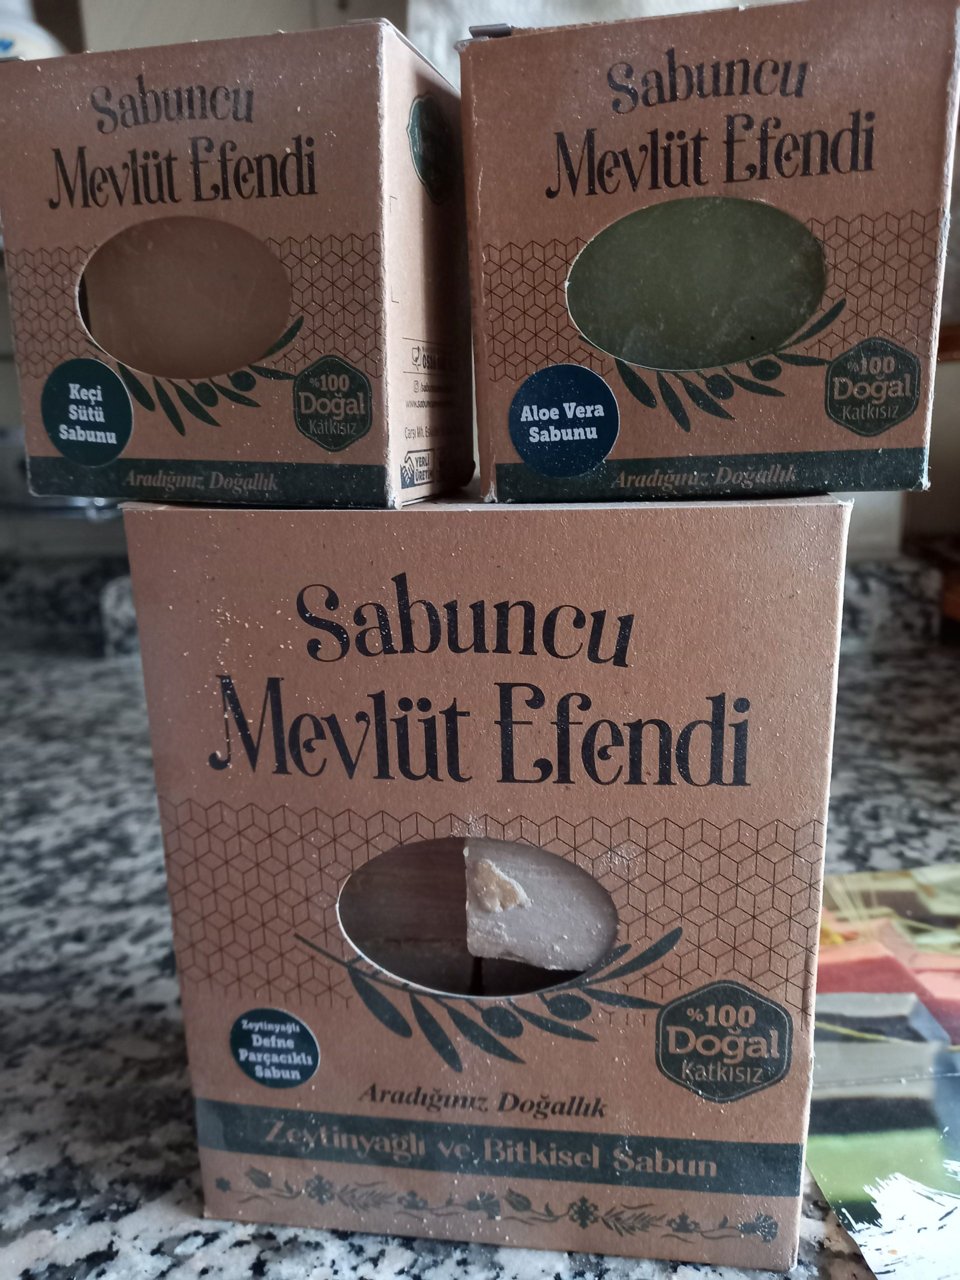 Sabuncu
Mevlüt Efendi
Keçi
Sütü
Sabunu
%100
Doğal
Katkısız
Aradığınız Doğallık
YERLİ
ÜRETİM
Sabuncu
Mevlüt Efendi
Aloe Vera
Sabunu
%100
Doğal
Katkısız
Aradığınız Doğallık
Sabuncu
Mevlüt Efendi
Zeytinyağlı
Defne
Parçacıklı
Sabun
%100
Doğal
Katkısız
Aradığınız Doğallık
Zeytinyağlı ve Bitkisel Sabun